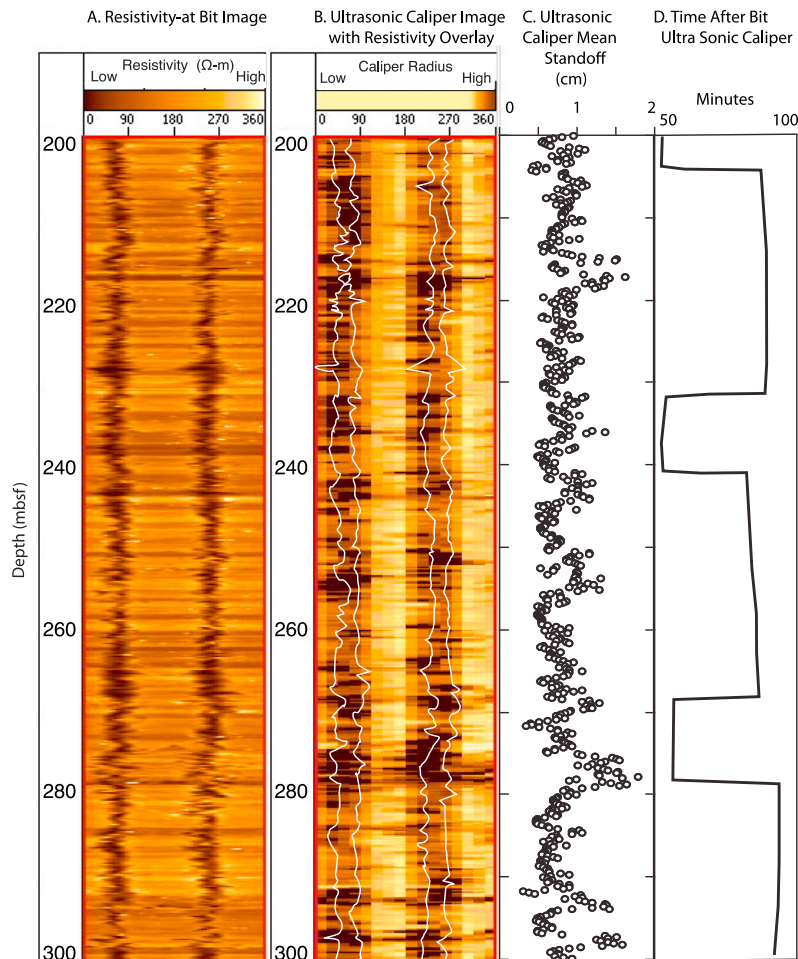 A. Resistivity-at Bit Image
B. Ultrasonic Caliper Image
with Resistivity Overlay
C. Ultrasonic
Caliper Mean
Standoff
(cm)
D. Time After Bit
Ultra Sonic Caliper
Resistivity (Ω-m)
Low
High
0 90 180 270 360
Caliper Radius
Low
High
0 90 180 270 360
0 1 2
Minutes
50 100
Depth (mbsf)
200
220
240
260
280
300
200
220
240
260
280
300